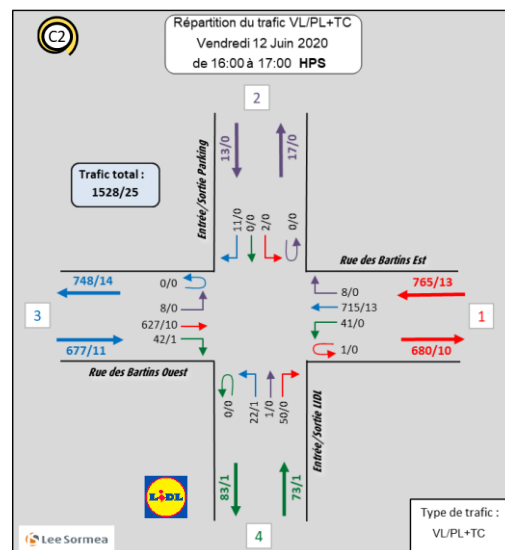 C2
Répartition du trafic VL/PL+TC
Vendredi 12 Juin 2020
de 16:00 à 17:00 HPS
2
13/0
17/0
Entrée/Sortie Parking
Trafic total :
1528/25
11/0
0/0
2/0
0/0
Rue des Bartins Est
748/14
0/0
8/0
765/13
8/0
715/13
3
1
627/10
41/0
42/1
677/11
1/0
680/10
Rue des Bartins Ouest
0/0
22/1
1/0
50/0
Entrée/Sortie LIDL
83/1
73/1
LIDL
Type de trafic :
VL/PL+TC
Lee Sormea
4